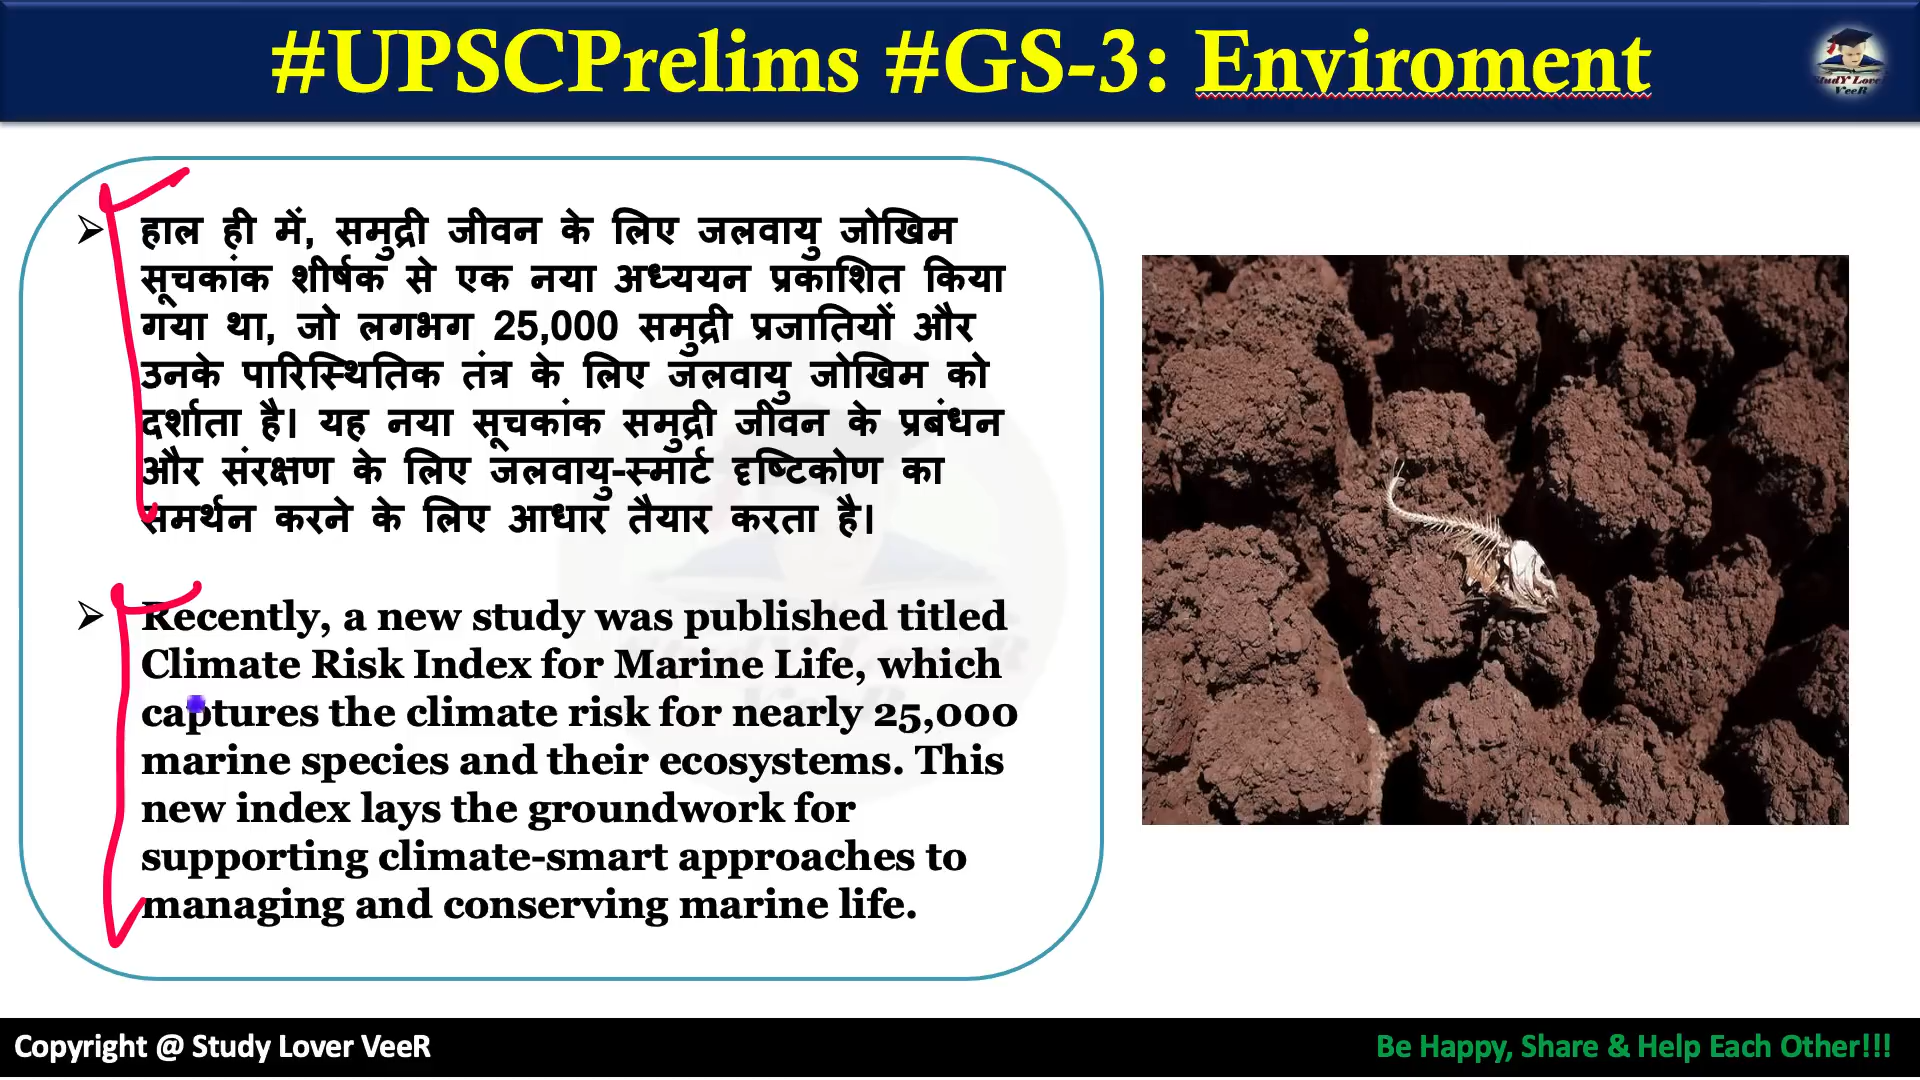 #UPSCPrelims #GS-3: Enviroment
StudY Lover
VeeR
हाल ही में, समुद्री जीवन के लिए जलवायु जोखिम
सूचकांक शीर्षक से एक नया अध्ययन प्रकाशित किया
गया था, जो लगभग 25,000 समुद्री प्रजातियों और
उनके पारिस्थितिक तंत्र के लिए जलवायु जोखिम को
दर्शाता है। यह नया सूचकांक समुद्री जीवन के प्रबंधन
और संरक्षण के लिए जलवायु-स्मार्ट दृष्टिकोण का
समर्थन करने के लिए आधार तैयार करता है।
Recently, a new study was published titled
Climate Risk Index for Marine Life, which
captures the climate risk for nearly 25,000
marine species and their ecosystems. This
new index lays the groundwork for
supporting climate-smart approaches to
managing and conserving marine life.
Copyright @ Study Lover VeeR
Be Happy, Share & Help Each Other!!!